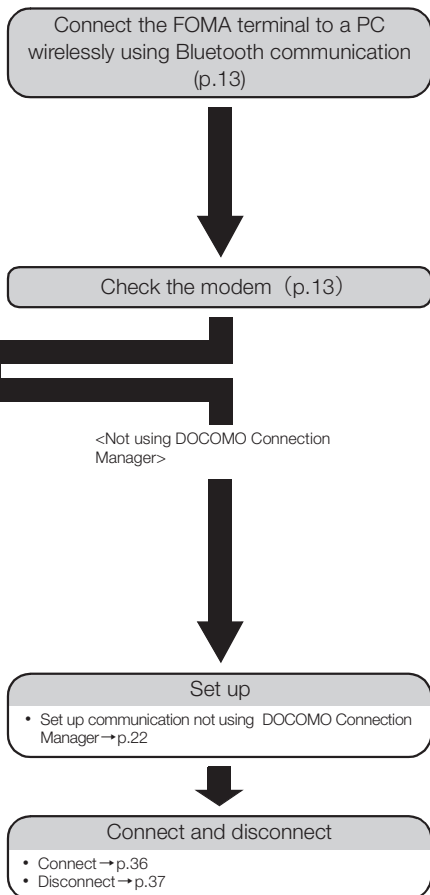 Connect the FOMA terminal to a PC
wirelessly using Bluetooth communication
(p.13)
Check the modem（p.13）
<Not using DOCOMO Connection
Manager>
Set up
• Set up communication not using DOCOMO Connection
Manager→p.22
Connect and disconnect
• Connect→p.36
• Disconnect→p.37